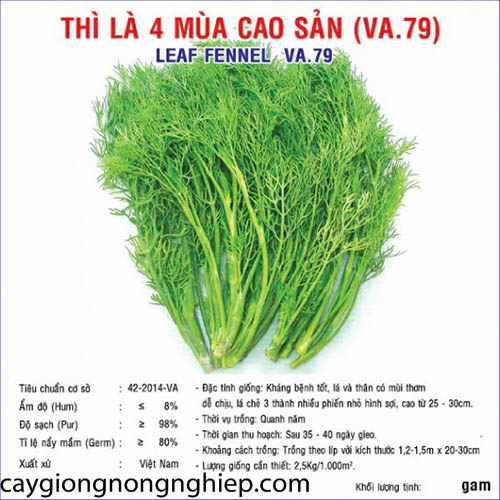 THÌ LÀ 4 MÙA CAO SẢN (VA.79)
LEAF FENNEL VA.79
Tiêu chuẩn cơ sở : 42-2014-VA
Ẩm độ (Hum) : ≤ 8%
Độ sạch (Pur) : ≥ 98%
Tỉ lệ nẩy mầm (Germ) : ≥ 80%
Xuất xứ : Việt Nam
- Đặc tính giống: Kháng bệnh tốt, lá và thân có mùi thơm
dễ chịu, lá chẻ 3 thành nhiều phiến nhỏ hình sợi, cao từ 25 - 30cm.
- Thời vụ trồng: Quanh năm
- Thời gian thu hoạch: Sau 35 - 40 ngày gieo.
- Khoảng cách trồng: Trồng theo líp với kích thước 1,2-1,5m x 20-30cm
- Lượng giống cần thiết: 2,5Kg/1.000m².
Khối lượng tịnh: gam
caygiongnongnghiep.com